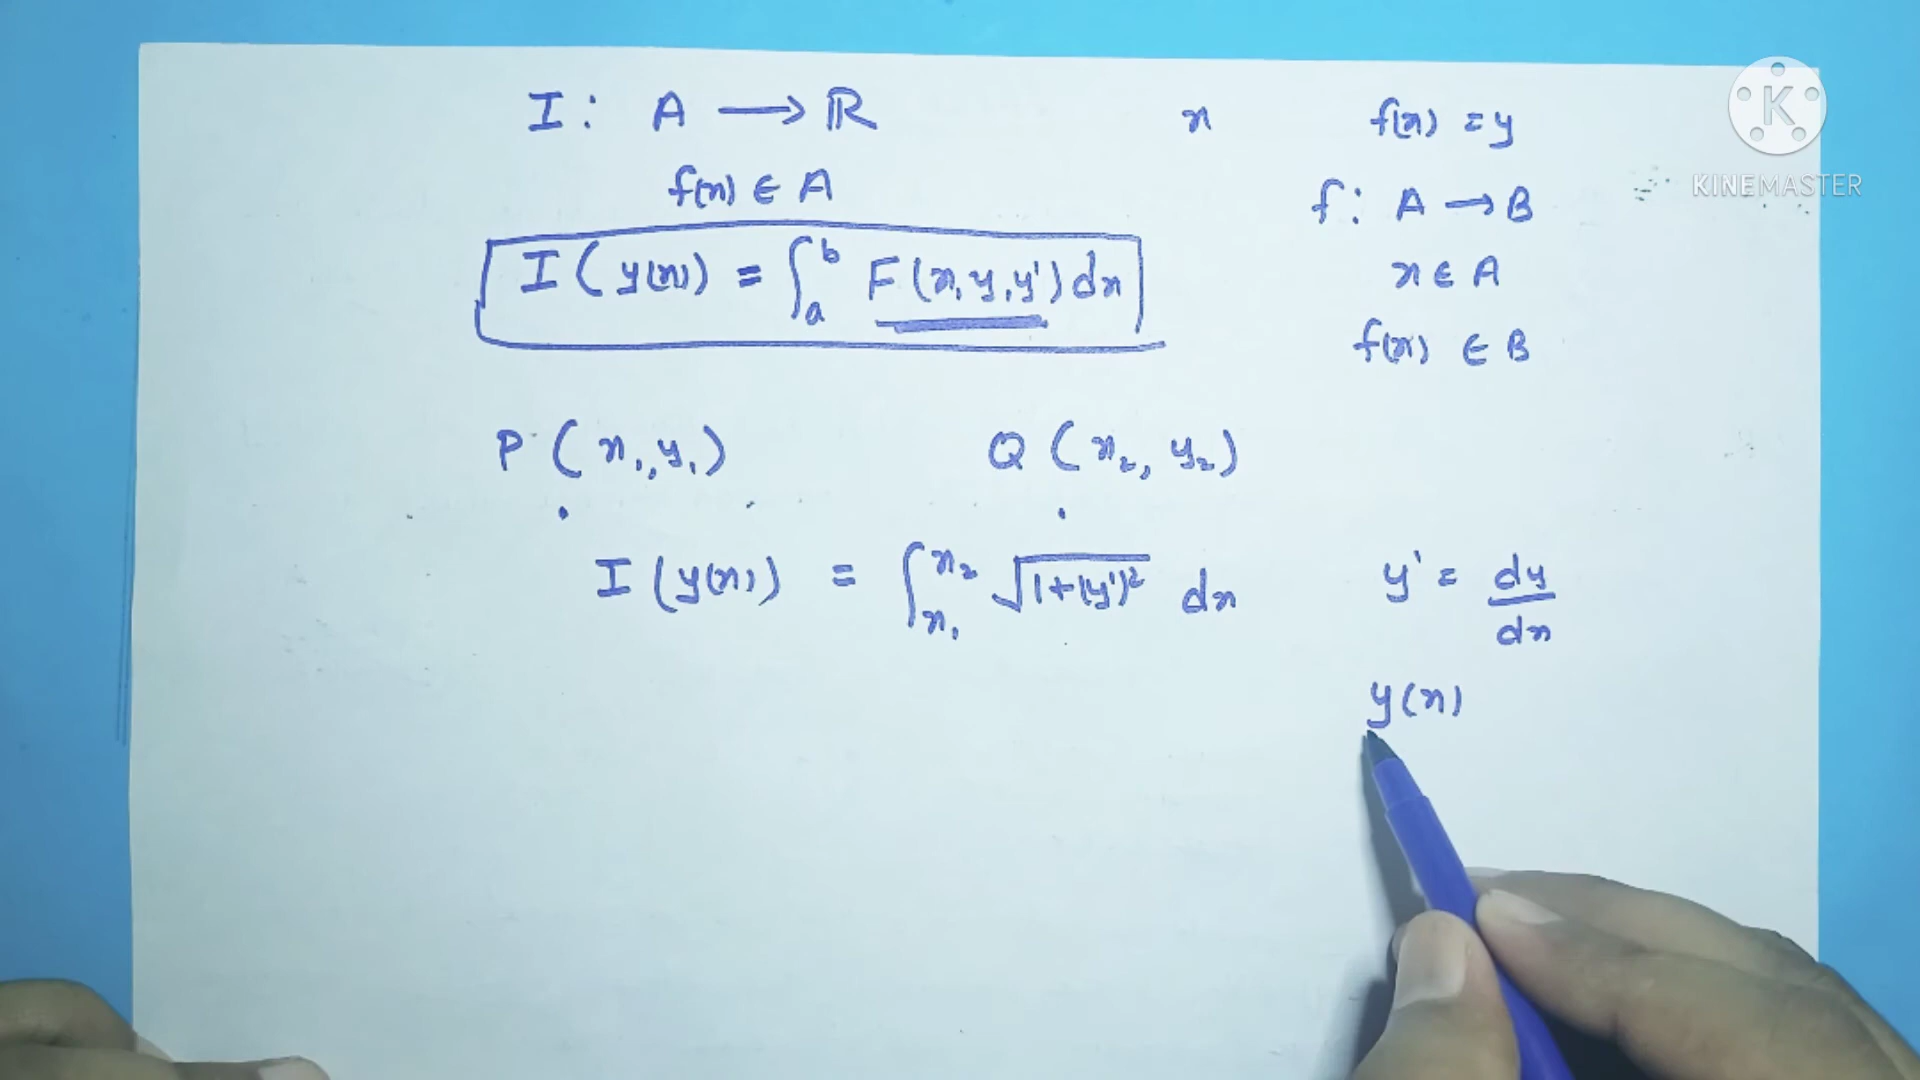 I : A → ℝ
f(x) ∈ A
I ( y(x) ) = ∫_a^b F (x, y, y') dx
x
f(x) = y
f : A → B
x ∈ A
f(x) ∈ B
K
KINEMASTER
P ( x₁, y₁ ) Q ( x₂, y₂ )
I ( y(x) ) = ∫_{x₁}^{x₂} √(1+(y')²) dx
y' = dy/dx
y(x)